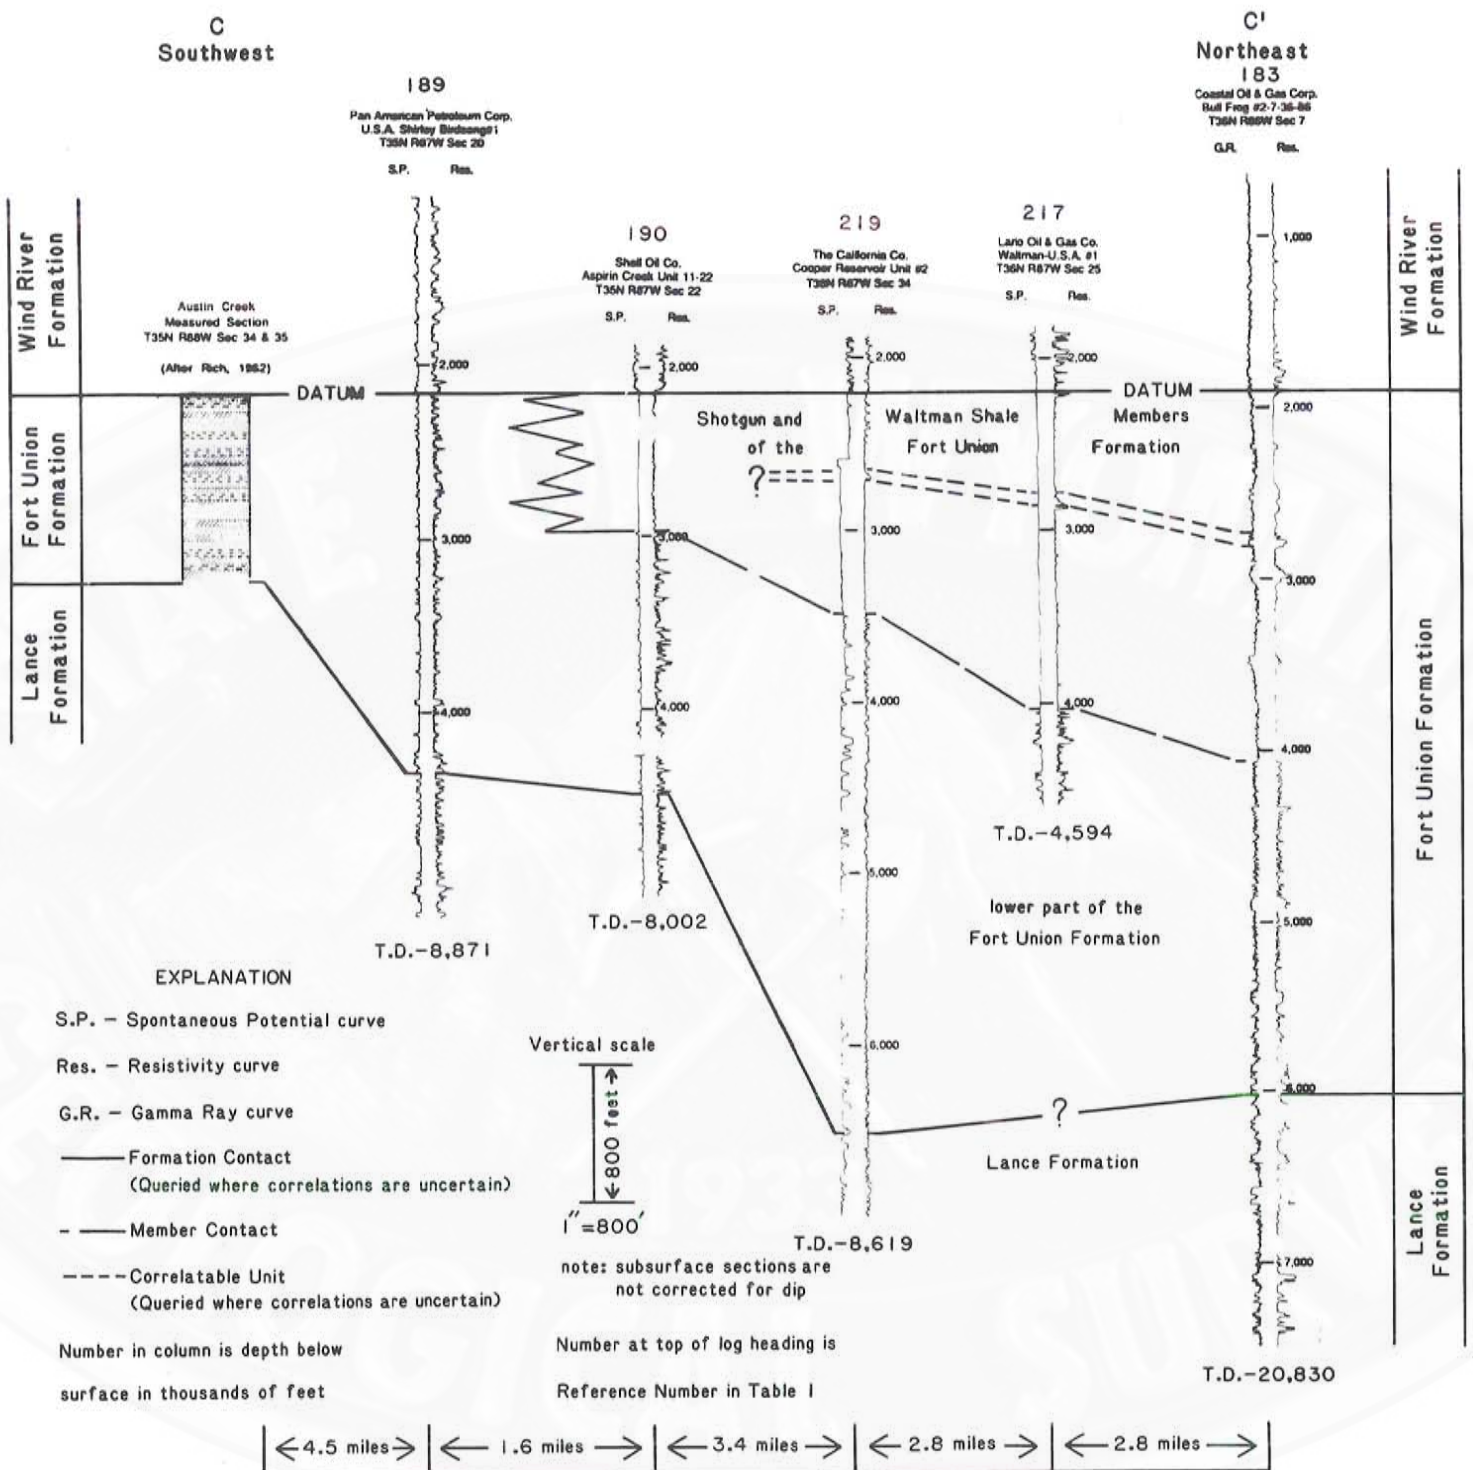 C
Southwest
C'
Northeast
189
Pan American Petroleum Corp.
U.S.A. Shirley Birdsong#1
T35N R87W Sec 20
S.P. Res.
190
Shell Oil Co.
Aspirin Creek Unit 11-22
T35N R87W Sec 22
S.P. Res.
219
The California Co.
Cooper Reservoir Unit #2
T36N R87W Sec 34
S.P. Res.
217
Lario Oil & Gas Co.
Waltman-U.S.A. #1
T36N R87W Sec 25
S.P. Res.
183
Coastal Oil & Gas Corp.
Bull Frog #2-7-36-86
T36N R86W Sec 7
G.R. Res.
Wind River
Formation
Fort Union
Formation
Lance
Formation
Austin Creek
Measured Section
T35N R88W Sec 34 & 35
(After Rich, 1962)
DATUM
DATUM
2,000
3,000
4,000
T.D.-8,871
2,000
3,000
4,000
T.D.-8,002
2,000
3,000
4,000
5,000
6,000
T.D.-8,619
2,000
3,000
4,000
T.D.-4,594
1,000
2,000
3,000
4,000
5,000
6,000
7,000
T.D.-20,830
Shotgun and Waltman Shale Members
of the Fort Union Formation
?
lower part of the
Fort Union Formation
?
Lance Formation
Wind River
Formation
Fort Union Formation
Lance
Formation
EXPLANATION
S.P. - Spontaneous Potential curve
Res. - Resistivity curve
G.R. - Gamma Ray curve
Formation Contact
(Queried where correlations are uncertain)
Member Contact
Correlatable Unit
(Queried where correlations are uncertain)
Number in column is depth below
surface in thousands of feet
Vertical scale
800 feet
1"=800'
note: subsurface sections are
not corrected for dip
Number at top of log heading is
Reference Number in Table 1
4.5 miles 1.6 miles 3.4 miles 2.8 miles 2.8 miles